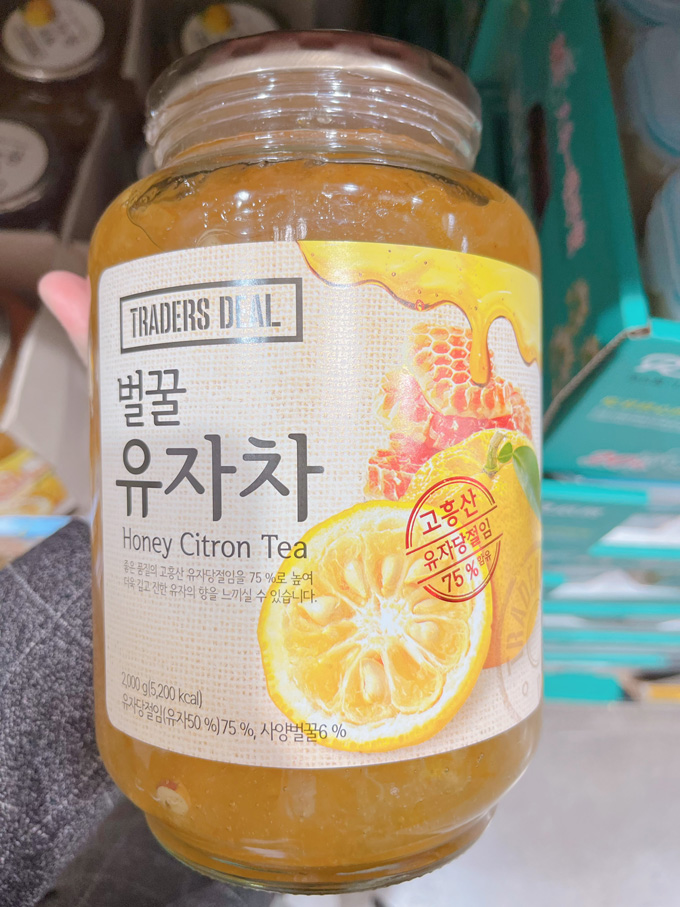 TRADERS DEAL
벌꿀
유자차
Honey Citron Tea
좋은 품질의 고흥산 유자당절임을 75 %로 높여
더욱 깊고 진한 유자의 향을 느끼실 수 있습니다.
고흥산
유자당절임
75 % 함유
2,000 g(5,200 kcal)
유자당절임(유자50 %)75 %, 사양벌꿀6 %